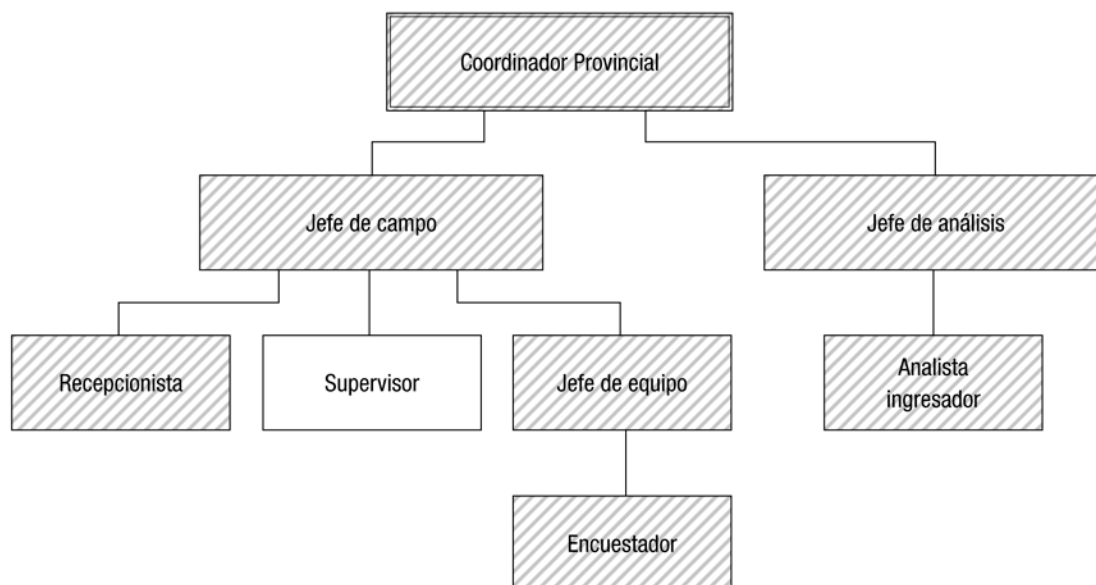 Coordinador Provincial
Jefe de campo
Jefe de análisis
Recepcionista
Supervisor
Jefe de equipo
Analista
ingresador
Encuestador